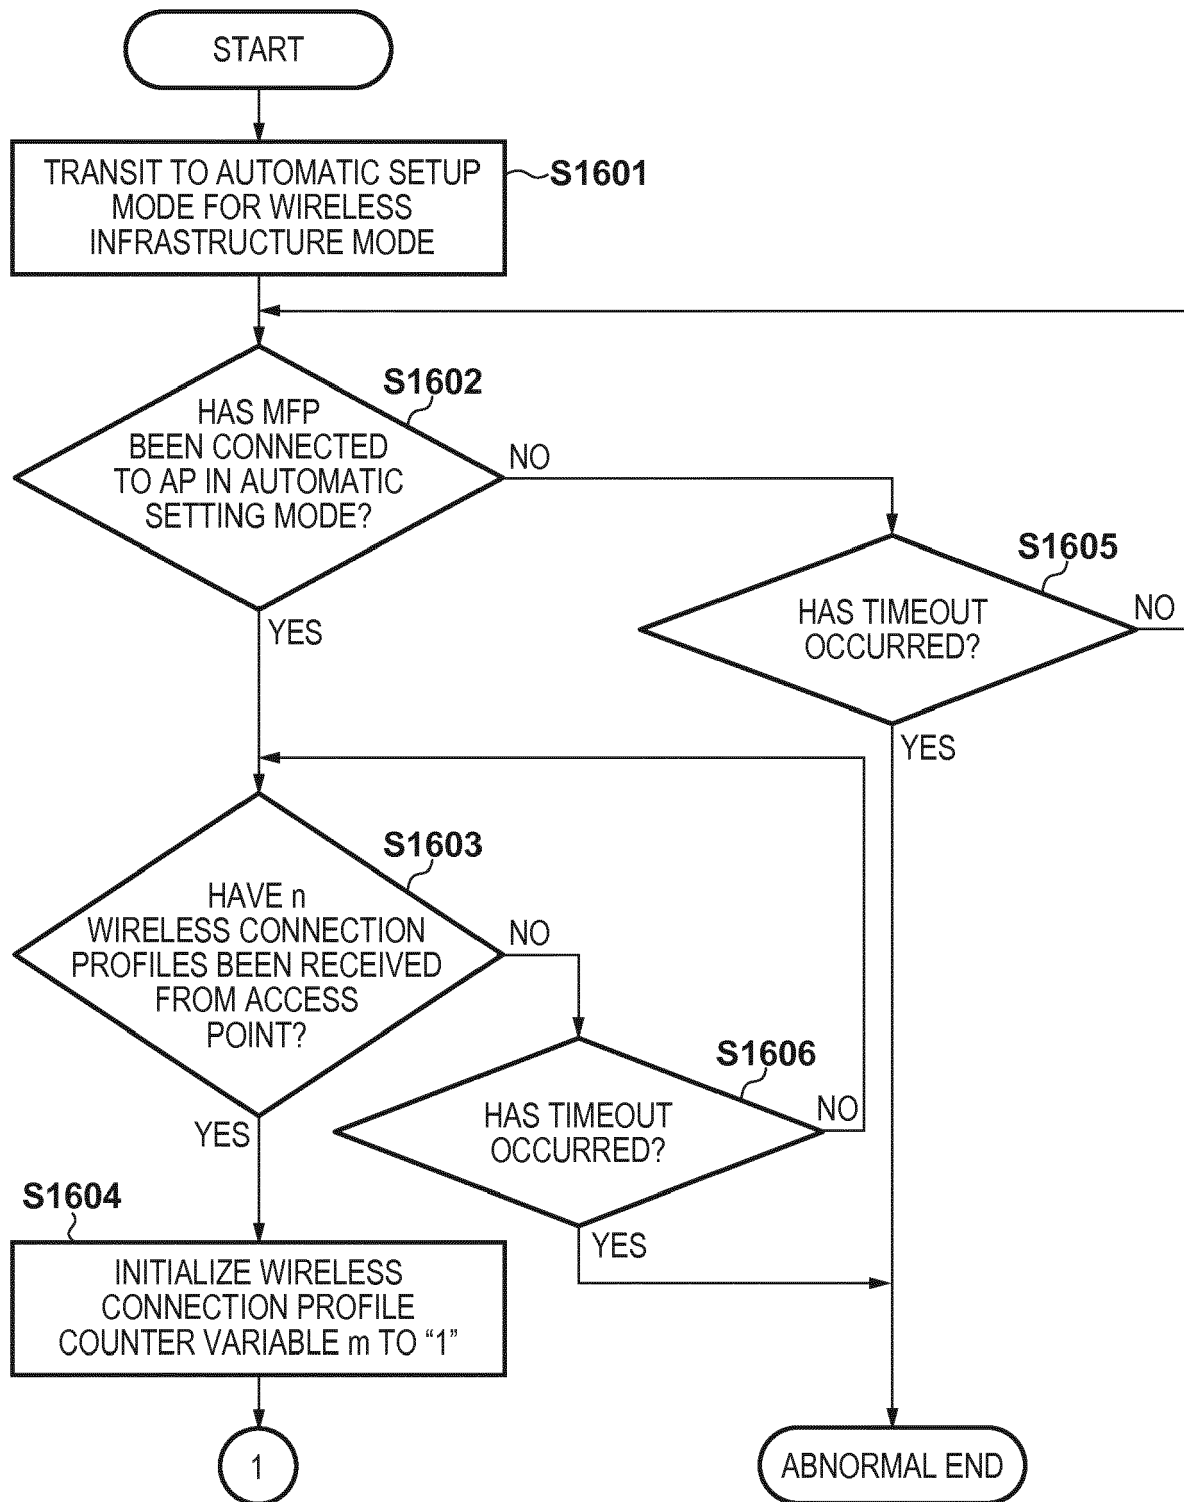 START
TRANSIT TO AUTOMATIC SETUP
MODE FOR WIRELESS
INFRASTRUCTURE MODE
S1601
S1602
HAS MFP
BEEN CONNECTED
TO AP IN AUTOMATIC
SETTING MODE?
NO
YES
S1605
HAS TIMEOUT
OCCURRED?
NO
YES
S1603
HAVE n
WIRELESS CONNECTION
PROFILES BEEN RECEIVED
FROM ACCESS
POINT?
NO
YES
S1606
HAS TIMEOUT
OCCURRED?
NO
YES
S1604
INITIALIZE WIRELESS
CONNECTION PROFILE
COUNTER VARIABLE m TO “1”
1
ABNORMAL END